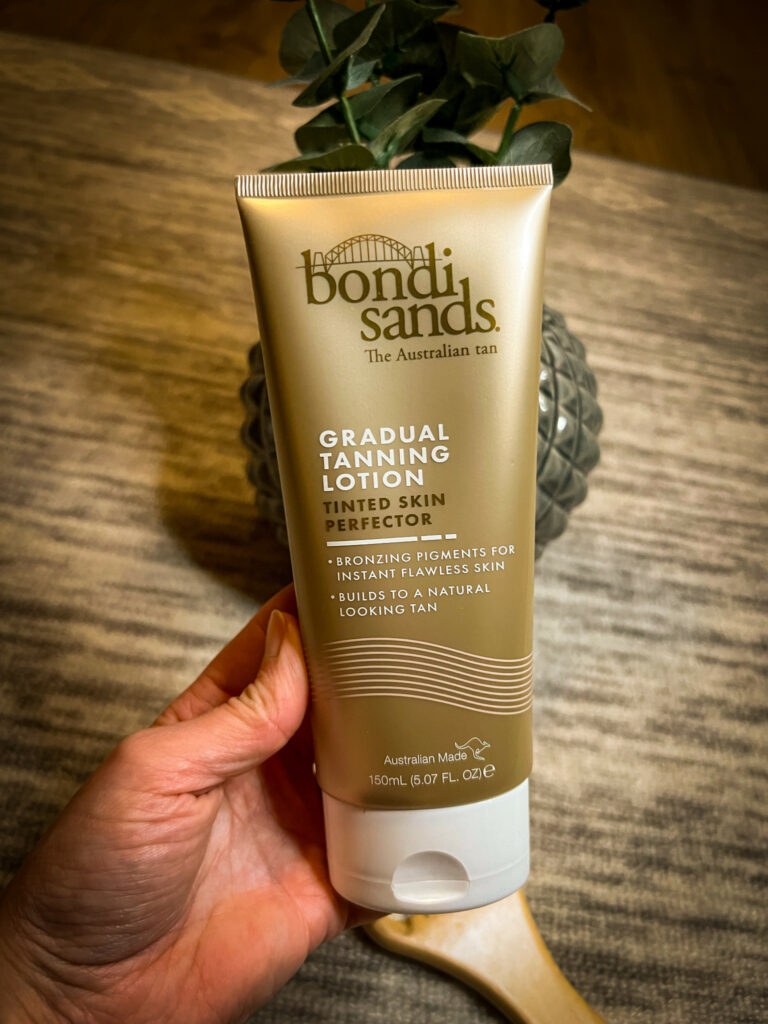 bondi
sands.
The Australian tan
GRADUAL
TANNING
LOTION
TINTED SKIN
PERFECTOR
• BRONZING PIGMENTS FOR
INSTANT FLAWLESS SKIN
• BUILDS TO A NATURAL
LOOKING TAN
Australian Made
150mL (5.07 FL. OZ) ℮